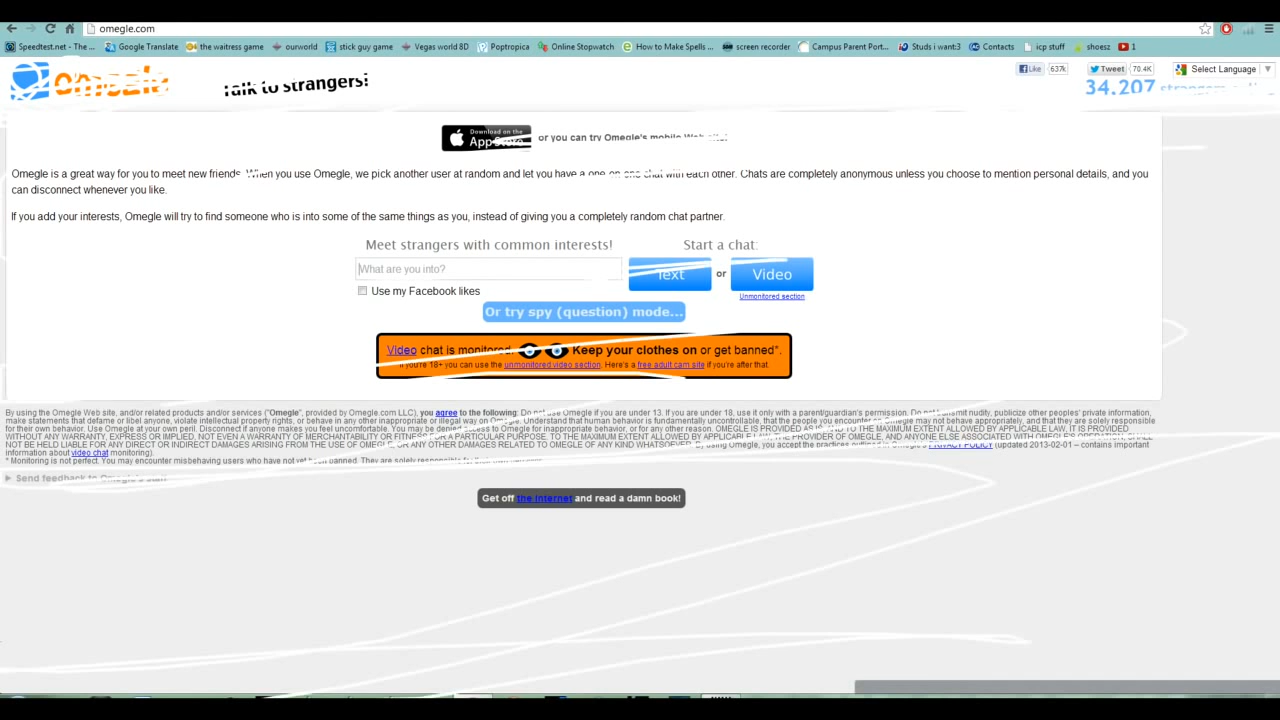 omegle.com
Speedtest.net - The ... Google Translate the waitress game ourworld stick guy game Vegas world 8D Poptropica Online Stopwatch How to Make Spells ... screen recorder Campus Parent Port... Studs i want:3 Contacts icp stuff shoesz 1
omegle Talk to strangers!
Like 637k Tweet 70.4K Select Language
34,207 strangers
Download on the
App Store or you can try Omegle's mobile Web site!
Omegle is a great way for you to meet new friends. When you use Omegle, we pick another user at random and let you have a one-on-one chat with each other. Chats are completely anonymous unless you choose to mention personal details, and you
can disconnect whenever you like.
If you add your interests, Omegle will try to find someone who is into some of the same things as you, instead of giving you a completely random chat partner.
Meet strangers with common interests! Start a chat:
What are you into? Text or Video
Use my Facebook likes Unmonitored section
Or try spy (question) mode...
Video chat is monitored. Keep your clothes on or get banned*.
If you're 18+ you can use the unmonitored video section. Here's a free adult cam site if you're after that.
By using the Omegle Web site, and/or related products and/or services ("Omegle", provided by Omegle.com LLC), you agree to the following: Do not use Omegle if you are under 13. If you are under 18, use it only with a parent/guardian's permission. Do not transmit nudity, publicize other peoples' private information,
make statements that defame or libel anyone, violate intellectual property rights, or behave in any other inappropriate or illegal way on Omegle. Understand that human behavior is fundamentally uncontrollable, that the people you encounter on Omegle may not behave appropriately, and that they are solely responsible
for their own behavior. Use Omegle at your own peril. Disconnect if anyone makes you feel uncomfortable. You may be denied access to Omegle for inappropriate behavior, or for any other reason. OMEGLE IS PROVIDED AS IS, AND TO THE MAXIMUM EXTENT ALLOWED BY APPLICABLE LAW, IT IS PROVIDED
WITHOUT ANY WARRANTY, EXPRESS OR IMPLIED, NOT EVEN A WARRANTY OF MERCHANTABILITY OR FITNESS FOR A PARTICULAR PURPOSE. TO THE MAXIMUM EXTENT ALLOWED BY APPLICABLE LAW, THE PROVIDER OF OMEGLE, AND ANYONE ELSE ASSOCIATED WITH OMEGLE'S OPERATION, SHALL
NOT BE HELD LIABLE FOR ANY DIRECT OR INDIRECT DAMAGES ARISING FROM THE USE OF OMEGLE, OR ANY OTHER DAMAGES RELATED TO OMEGLE OF ANY KIND WHATSOEVER. By using Omegle, you accept the practices outlined in Omegle's PRIVACY POLICY (updated 2013-02-01 – contains important
information about video chat monitoring).
* Monitoring is not perfect. You may encounter misbehaving users who have not yet been banned. They are solely responsible for their own
Send feedback to Omegle's staff
Get off the Internet and read a damn book!